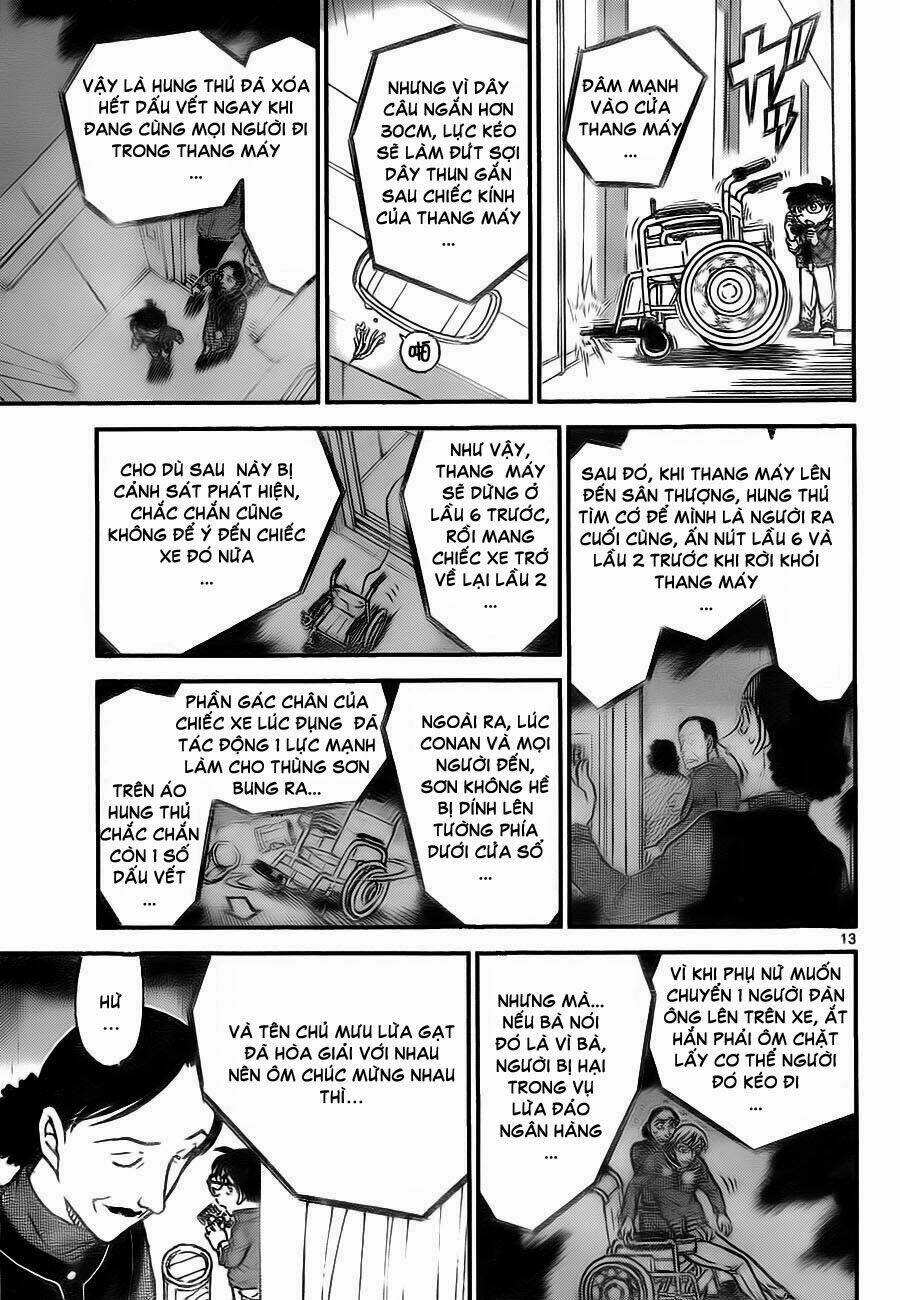 ĐÂM MẠNH
VÀO CỬA
THANG MÁY
...
NHƯNG VÌ DÂY
CÂU NGẮN HƠN
30CM, LỰC KÉO
SẼ LÀM ĐỨT SỢI
DÂY THUN GẮN
SAU CHIẾC KÍNH
CỦA THANG MÁY
...
VẬY LÀ HUNG THỦ ĐÃ XÓA
HẾT DẤU VẾT NGAY KHI
ĐANG CÙNG MỌI NGƯỜI ĐI
TRONG THANG MÁY
...
SAU ĐÓ, KHI THANG MÁY LÊN
ĐẾN SÂN THƯỢNG, HUNG THỦ
TÌM CỚ ĐỂ MÌNH LÀ NGƯỜI RA
CUỐI CÙNG, ẤN NÚT LẦU 6 VÀ
LẦU 2 TRƯỚC KHI RỜI KHỎI
THANG MÁY
...
NHƯ VẬY,
THANG MÁY
SẼ DỪNG Ở
LẦU 6 TRƯỚC,
RỒI MANG
CHIẾC XE TRỞ
VỀ LẠI LẦU 2
...
CHO DÙ SAU NÀY BỊ
CẢNH SÁT PHÁT HIỆN,
CHẮC CHẮN CŨNG
KHÔNG ĐỂ Ý ĐẾN CHIẾC
XE ĐÓ NỮA
...
NGOÀI RA, LÚC
CONAN VÀ MỌI
NGƯỜI ĐẾN,
SƠN KHÔNG HỀ
BỊ DÍNH LÊN
TƯỜNG PHÍA
DƯỚI CỬA SỔ
...
PHẦN GÁC CHÂN CỦA
CHIẾC XE LÚC ĐỤNG ĐÃ
TÁC ĐỘNG 1 LỰC MẠNH
LÀM CHO THÙNG SƠN
BUNG RA...
TRÊN ÁO
HUNG THỦ
CHẮC CHẮN
CÒN 1 SỐ
DẤU VẾT
...
13
VÌ KHI PHỤ NỮ MUỐN
CHUYỂN 1 NGƯỜI ĐÀN
ÔNG LÊN TRÊN XE, ẮT
HẲN PHẢI ÔM CHẶT
LẤY CƠ THỂ NGƯỜI
ĐÓ KÉO ĐI
...
NHƯNG MÀ...
NẾU BÀ NÓI
ĐÓ LÀ VÌ BÀ,
NGƯỜI BỊ HẠI
TRONG VỤ
LỪA ĐẢO
NGÂN HÀNG
...
VÀ TÊN CHỦ MƯU LỪA GẠT
ĐÃ HÒA GIẢI VỚI NHAU
NÊN ÔM CHÚC MỪNG NHAU
THÌ...
HỪ
...